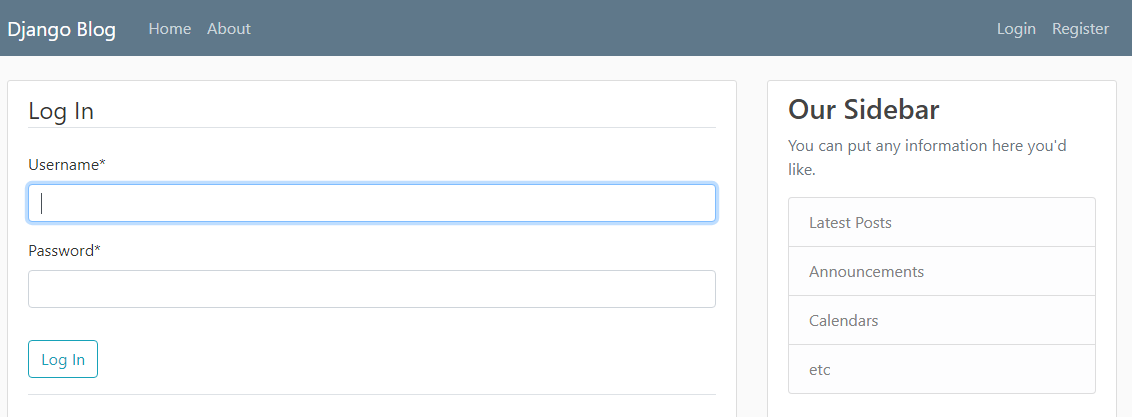 Django Blog Home About Login Register
Log In
Username*
Password*
Log In
Our Sidebar
You can put any information here you'd
like.
Latest Posts
Announcements
Calendars
etc